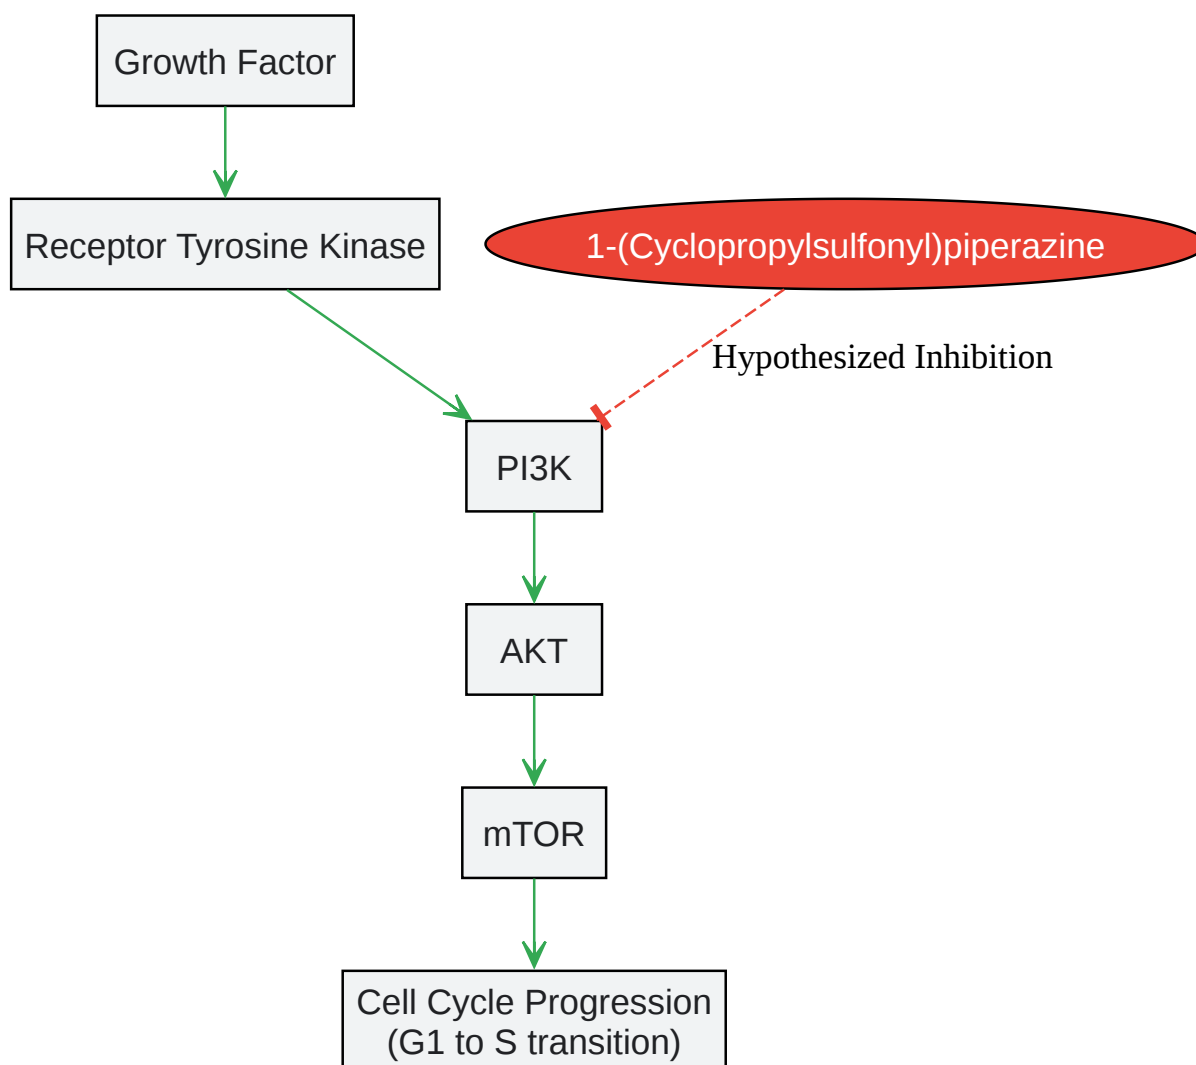 Growth Factor
Receptor Tyrosine Kinase
1-(Cyclopropylsulfonyl)piperazine
Hypothesized Inhibition
PI3K
AKT
mTOR
Cell Cycle Progression
(G1 to S transition)